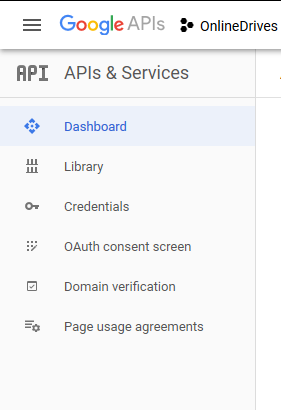 Google APIs OnlineDrives
API APIs & Services
Dashboard
Library
Credentials
OAuth consent screen
Domain verification
Page usage agreements